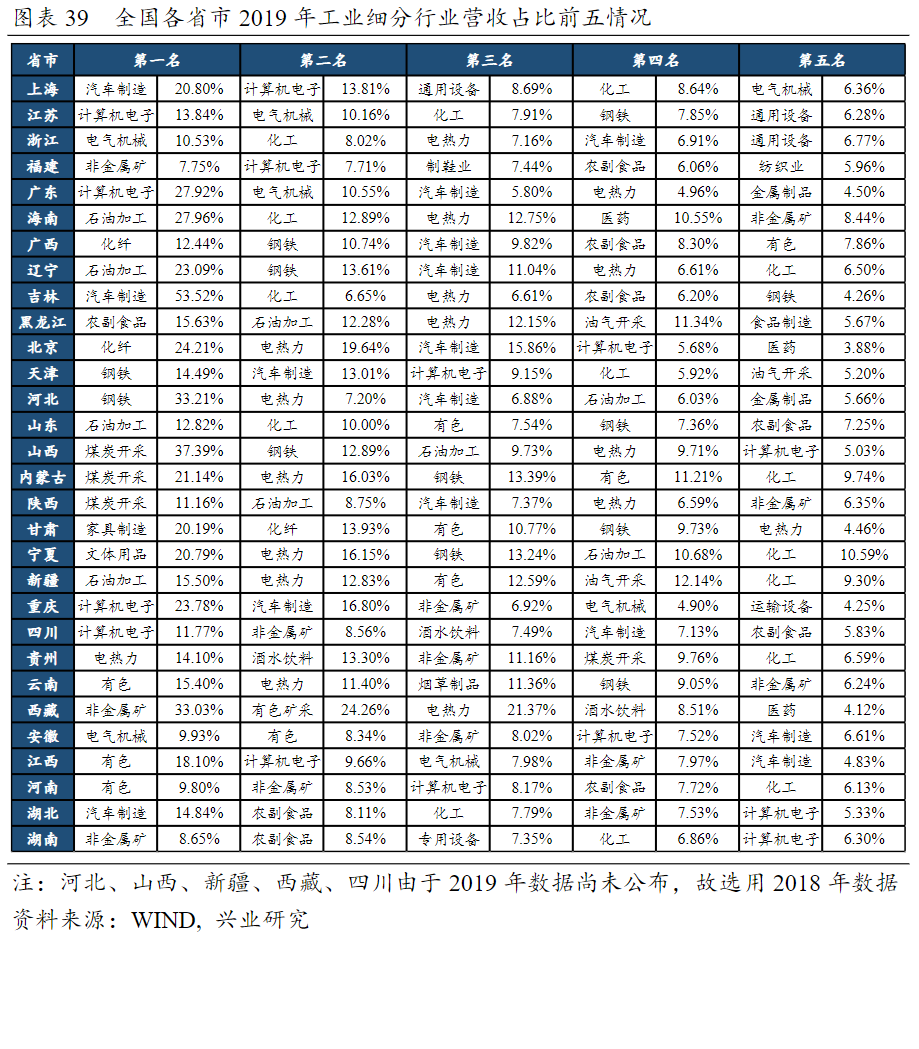 图表 39 全国各省市 2019 年工业细分行业营收占比前五情况
省市 第一名 第二名 第三名 第四名 第五名
上海 汽车制造 20.80% 计算机电子 13.81% 通用设备 8.69% 化工 8.64% 电气机械 6.36%
江苏 计算机电子 13.84% 电气机械 10.16% 化工 7.91% 钢铁 7.85% 通用设备 6.28%
浙江 电气机械 10.53% 化工 8.02% 电热力 7.16% 汽车制造 6.91% 通用设备 6.77%
福建 非金属矿 7.75% 计算机电子 7.71% 制鞋业 7.44% 农副食品 6.06% 纺织业 5.96%
广东 计算机电子 27.92% 电气机械 10.55% 汽车制造 5.80% 电热力 4.96% 金属制品 4.50%
海南 石油加工 27.96% 化工 12.89% 电热力 12.75% 医药 10.55% 非金属矿 8.44%
广西 化纤 12.44% 钢铁 10.74% 汽车制造 9.82% 农副食品 8.30% 有色 7.86%
辽宁 石油加工 23.09% 钢铁 13.61% 汽车制造 11.04% 电热力 6.61% 化工 6.50%
吉林 汽车制造 53.52% 化工 6.65% 电热力 6.61% 农副食品 6.20% 钢铁 4.26%
黑龙江 农副食品 15.63% 石油加工 12.28% 电热力 12.15% 油气开采 11.34% 食品制造 5.67%
北京 化纤 24.21% 电热力 19.64% 汽车制造 15.86% 计算机电子 5.68% 医药 3.88%
天津 钢铁 14.49% 汽车制造 13.01% 计算机电子 9.15% 化工 5.92% 油气开采 5.20%
河北 钢铁 33.21% 电热力 7.20% 汽车制造 6.88% 石油加工 6.03% 金属制品 5.66%
山东 石油加工 12.82% 化工 10.00% 有色 7.54% 钢铁 7.36% 农副食品 7.25%
山西 煤炭开采 37.39% 钢铁 12.89% 石油加工 9.73% 电热力 9.71% 计算机电子 5.03%
内蒙古 煤炭开采 21.14% 电热力 16.03% 钢铁 13.39% 有色 11.21% 化工 9.74%
陕西 煤炭开采 11.16% 石油加工 8.75% 汽车制造 7.37% 电热力 6.59% 非金属矿 6.35%
甘肃 家具制造 20.19% 化纤 13.93% 有色 10.77% 钢铁 9.73% 电热力 4.46%
宁夏 文体用品 20.79% 电热力 16.15% 钢铁 13.24% 石油加工 10.68% 化工 10.59%
新疆 石油加工 15.50% 电热力 12.83% 有色 12.59% 油气开采 12.14% 化工 9.30%
重庆 计算机电子 23.78% 汽车制造 16.80% 非金属矿 6.92% 电气机械 4.90% 运输设备 4.25%
四川 计算机电子 11.77% 非金属矿 8.56% 酒水饮料 7.49% 汽车制造 7.13% 农副食品 5.83%
贵州 电热力 14.10% 酒水饮料 13.30% 非金属矿 11.16% 煤炭开采 9.76% 化工 6.59%
云南 有色 15.40% 电热力 11.40% 烟草制品 11.36% 钢铁 9.05% 非金属矿 6.24%
西藏 非金属矿 33.03% 有色矿采 24.26% 电热力 21.37% 酒水饮料 8.51% 医药 4.12%
安徽 电气机械 9.93% 有色 8.34% 非金属矿 8.02% 计算机电子 7.52% 汽车制造 6.61%
江西 有色 18.10% 计算机电子 9.66% 电气机械 7.98% 非金属矿 7.97% 汽车制造 4.83%
河南 有色 9.80% 非金属矿 8.53% 计算机电子 8.17% 农副食品 7.72% 化工 6.13%
湖北 汽车制造 14.84% 农副食品 8.11% 化工 7.79% 非金属矿 7.53% 计算机电子 5.33%
湖南 非金属矿 8.65% 农副食品 8.54% 专用设备 7.35% 化工 6.86% 计算机电子 6.30%
注：河北、山西、新疆、西藏、四川由于 2019 年数据尚未公布，故选用 2018 年数据
资料来源：WIND, 兴业研究